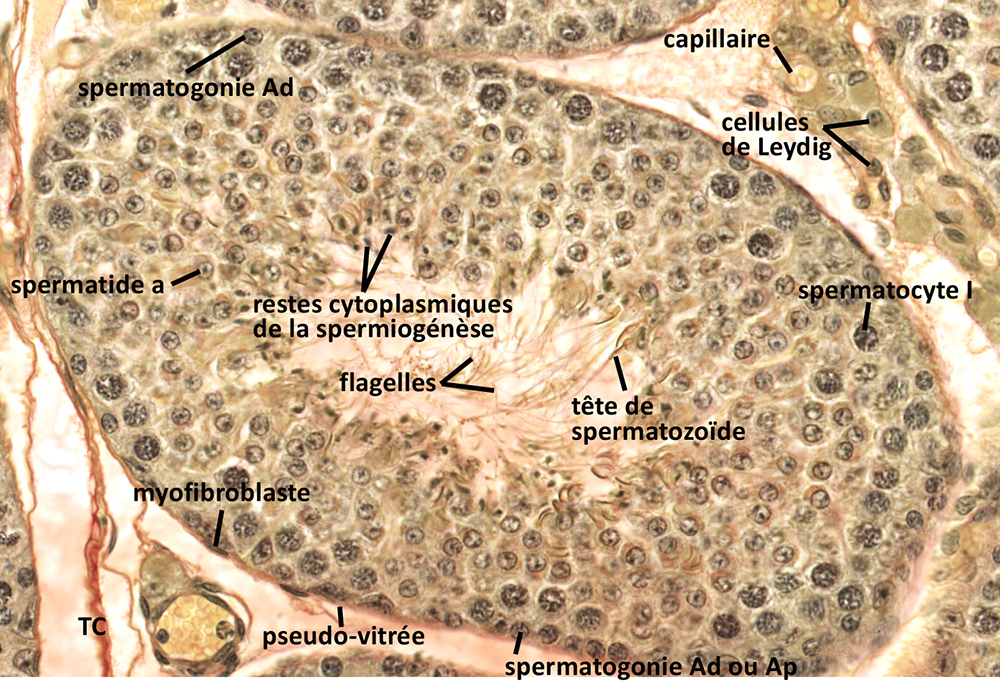 capillaire
spermatogonie Ad
cellules
de Leydig
spermatide a
spermatocyte I
restes cytoplasmiques
de la spermiogénèse
flagelles
tête de
spermatozoïde
myofibroblaste
TC
pseudo-vitrée
spermatogonie Ad ou Ap